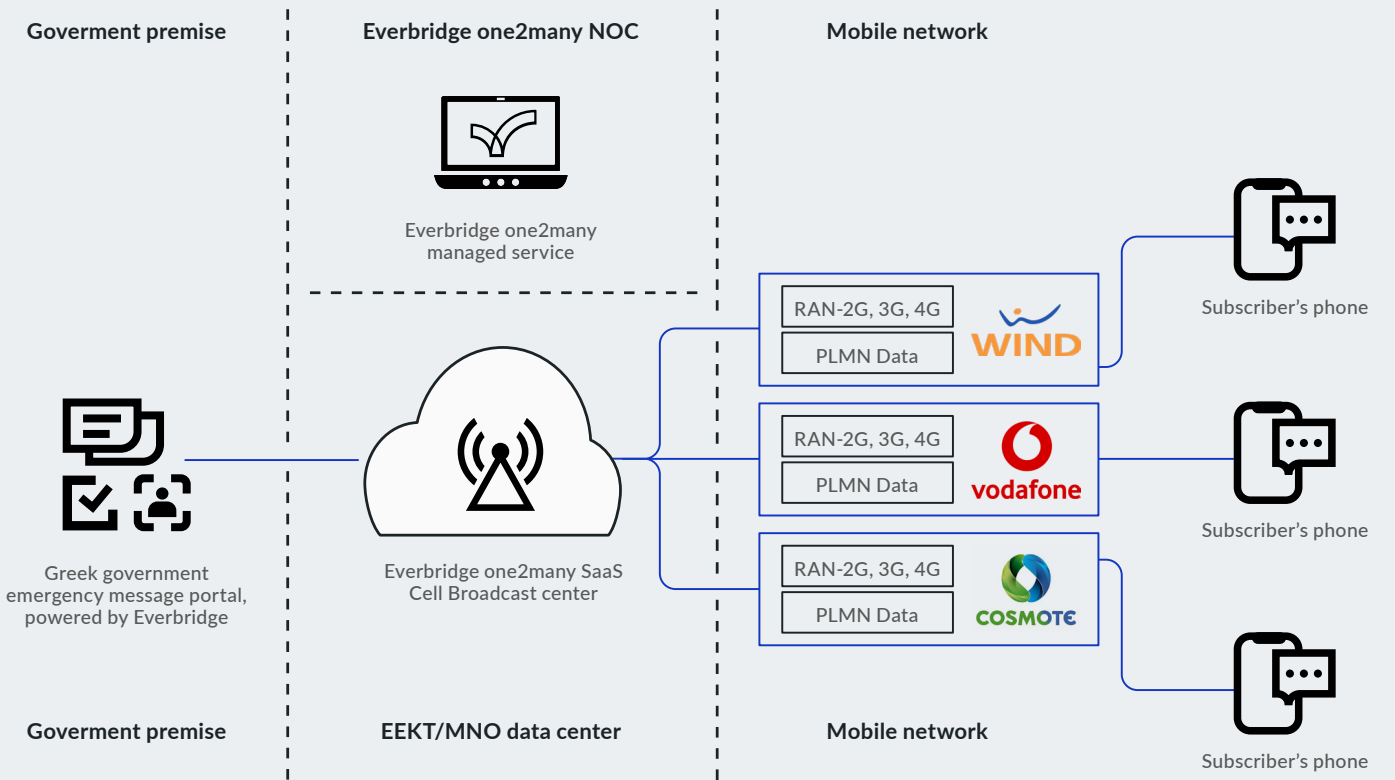 Goverment premise
Everbridge one2many NOC
Mobile network
Everbridge one2many
managed service
RAN-2G, 3G, 4G
PLMN Data
WIND
Subscriber's phone
RAN-2G, 3G, 4G
PLMN Data
vodafone
Subscriber's phone
Greek government
emergency message portal,
powered by Everbridge
Everbridge one2many SaaS
Cell Broadcast center
RAN-2G, 3G, 4G
PLMN Data
COSMOTE
Subscriber's phone
Goverment premise
EEKT/MNO data center
Mobile network